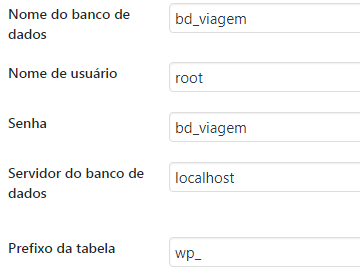 Nome do banco de
dados
bd_viagem
Nome de usuário
root
Senha
bd_viagem
Servidor do banco de
dados
localhost
Prefixo da tabela
wp_